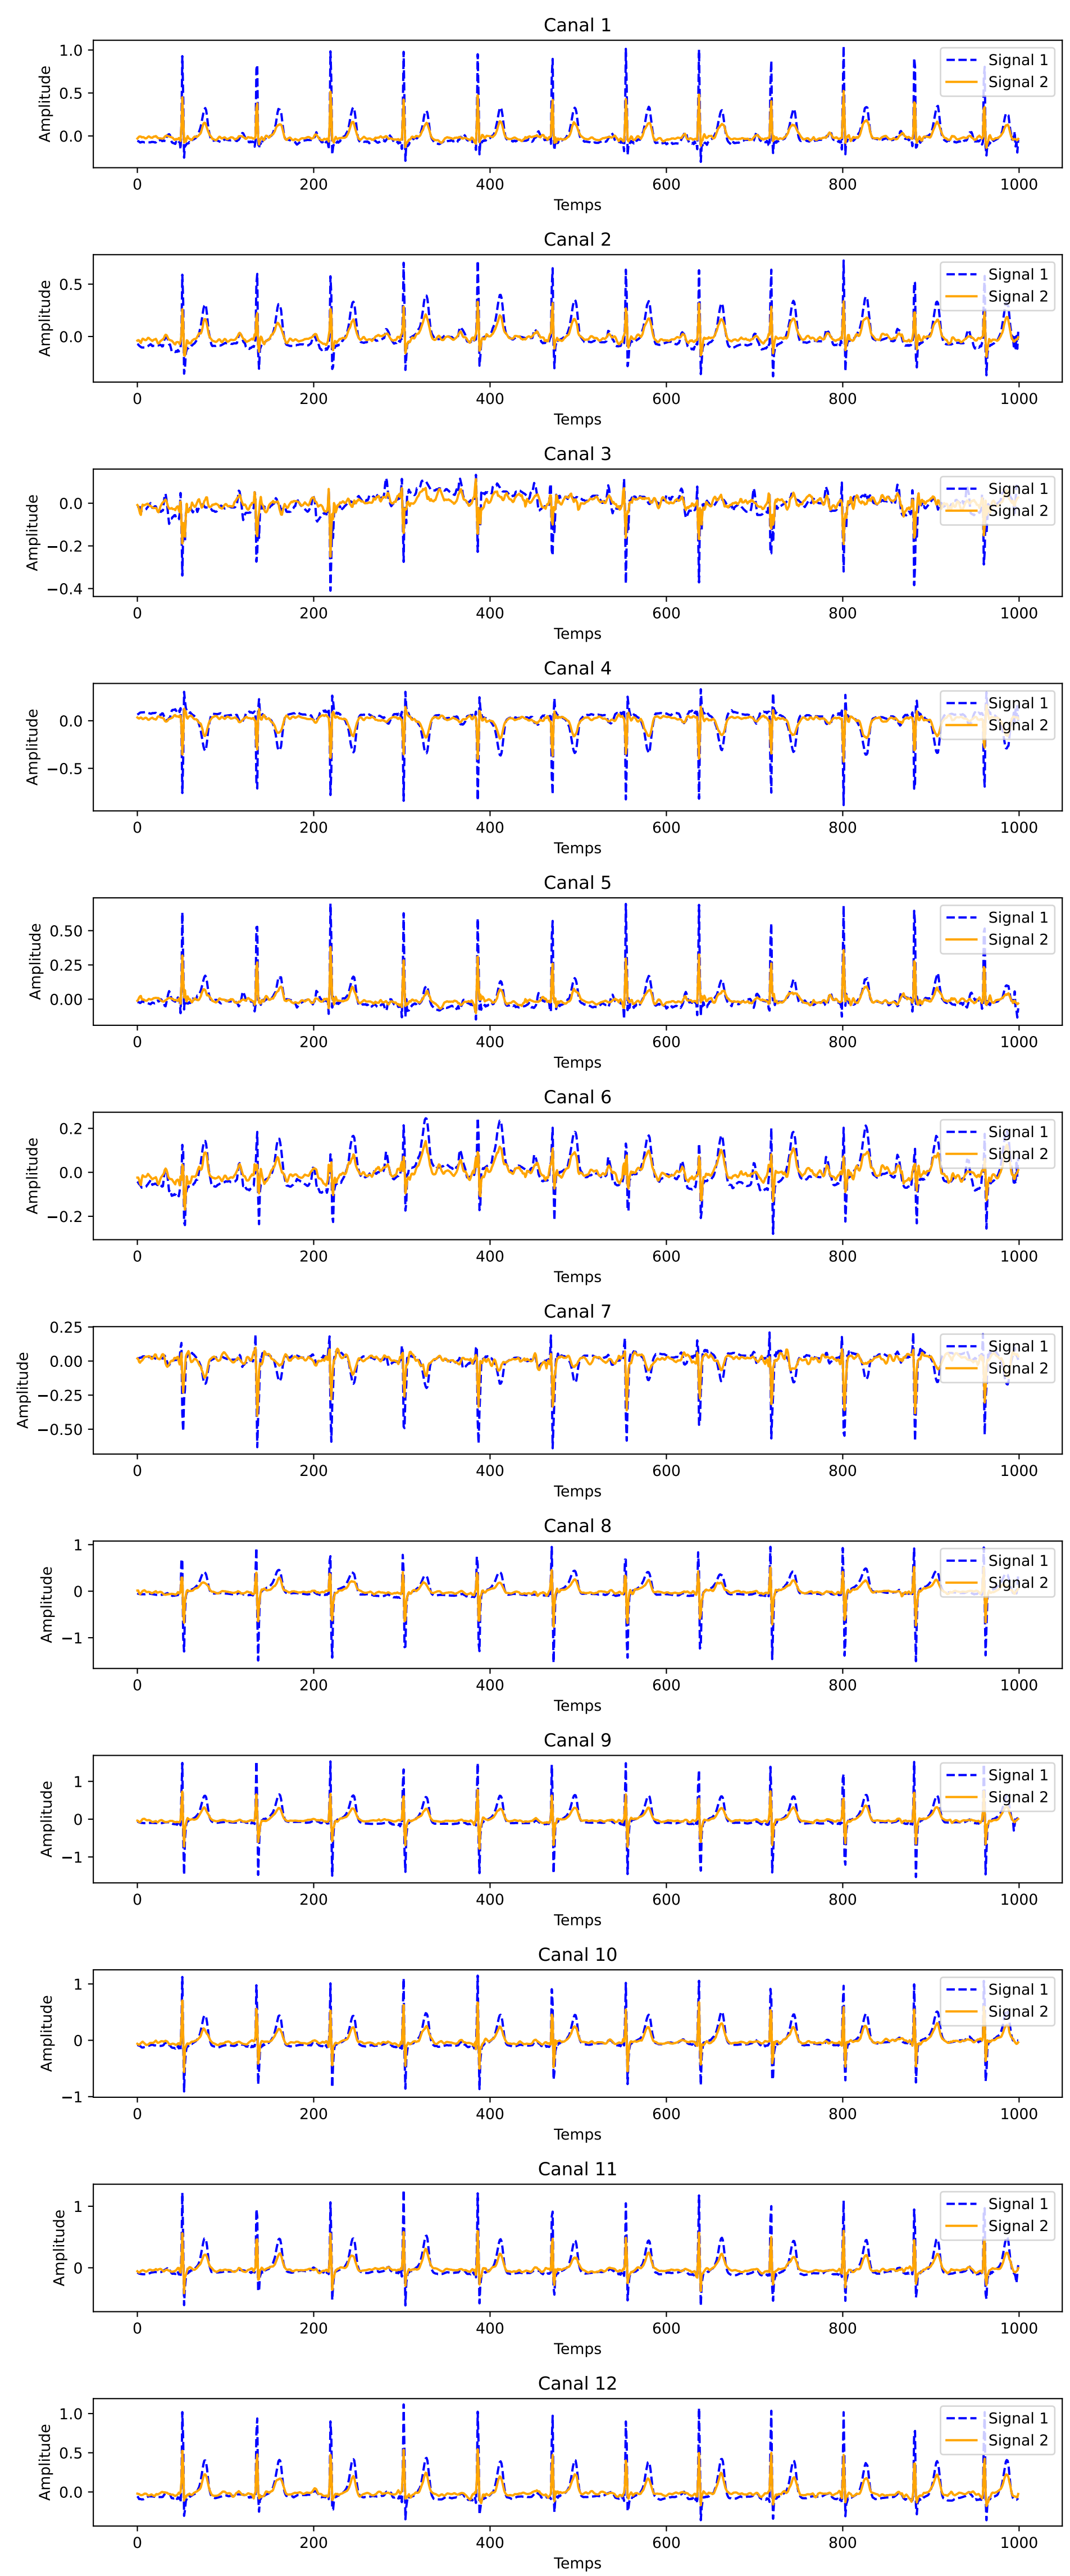 Canal 1
1.0
0.5
0.0
Amplitude
Signal 1
Signal 2
0 200 400 600 800 1000
Temps
Canal 2
0.5
0.0
Amplitude
Signal 1
Signal 2
0 200 400 600 800 1000
Temps
Canal 3
0.0
−0.2
−0.4
Amplitude
Signal 1
Signal 2
0 200 400 600 800 1000
Temps
Canal 4
0.0
−0.5
Amplitude
Signal 1
Signal 2
0 200 400 600 800 1000
Temps
Canal 5
0.50
0.25
0.00
Amplitude
Signal 1
Signal 2
0 200 400 600 800 1000
Temps
Canal 6
0.2
0.0
−0.2
Amplitude
Signal 1
Signal 2
0 200 400 600 800 1000
Temps
Canal 7
0.25
0.00
−0.25
−0.50
Amplitude
Signal 1
Signal 2
0 200 400 600 800 1000
Temps
Canal 8
1
0
−1
Amplitude
Signal 1
Signal 2
0 200 400 600 800 1000
Temps
Canal 9
1
0
−1
Amplitude
Signal 1
Signal 2
0 200 400 600 800 1000
Temps
Canal 10
1
0
−1
Amplitude
Signal 1
Signal 2
0 200 400 600 800 1000
Temps
Canal 11
1
0
Amplitude
Signal 1
Signal 2
0 200 400 600 800 1000
Temps
Canal 12
1.0
0.5
0.0
Amplitude
Signal 1
Signal 2
0 200 400 600 800 1000
Temps